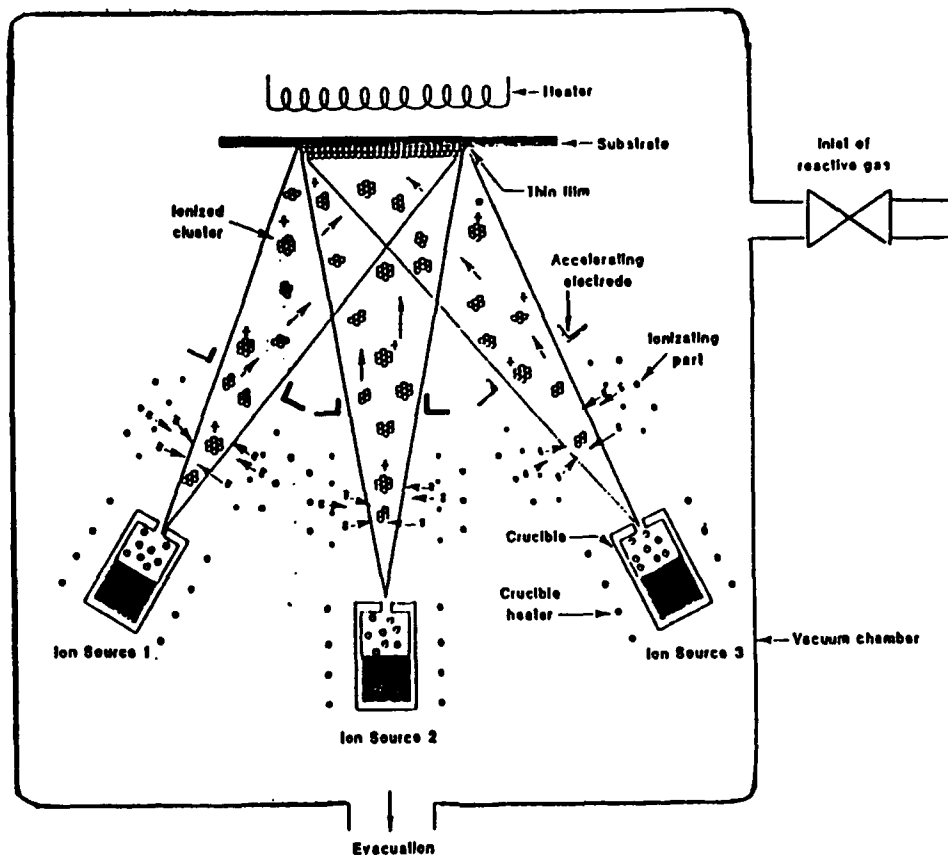 Heater
Substrate
Inlet of
reactive gas
Thin film
Ionized
cluster
Accelerating
electrode
Ionizating
part
Crucible
Crucible
heater
Ion Source 1
Ion Source 3
Vacuum chamber
Ion Source 2
Evacuation